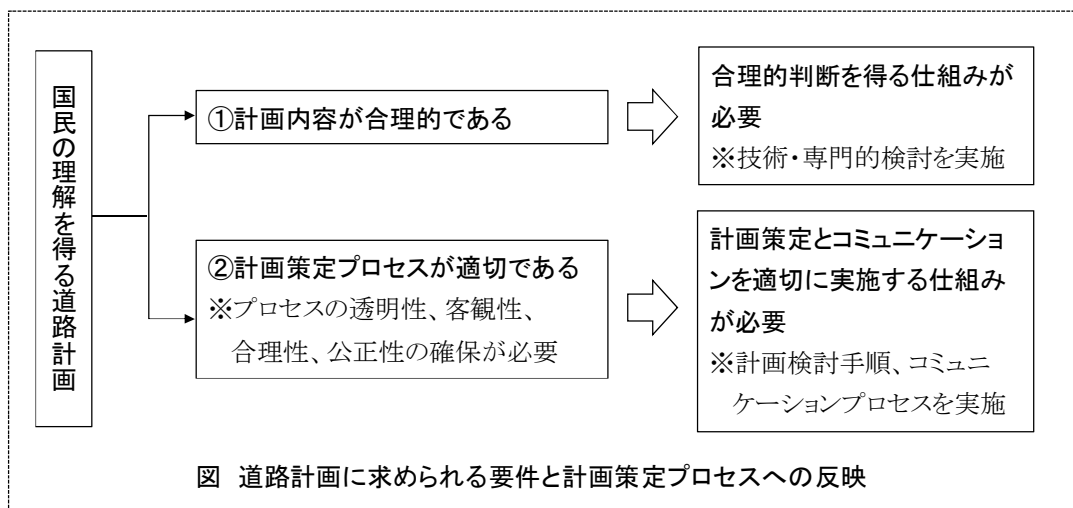 国民の理解を得る道路計画
①計画内容が合理的である
合理的判断を得る仕組みが
必要
※技術・専門的検討を実施
②計画策定プロセスが適切である
※プロセスの透明性、客観性、
合理性、公正性の確保が必要
計画策定とコミュニケーショ
ンを適切に実施する仕組み
が必要
※計画検討手順、コミュニ
ケーションプロセスを実施
図 道路計画に求められる要件と計画策定プロセスへの反映